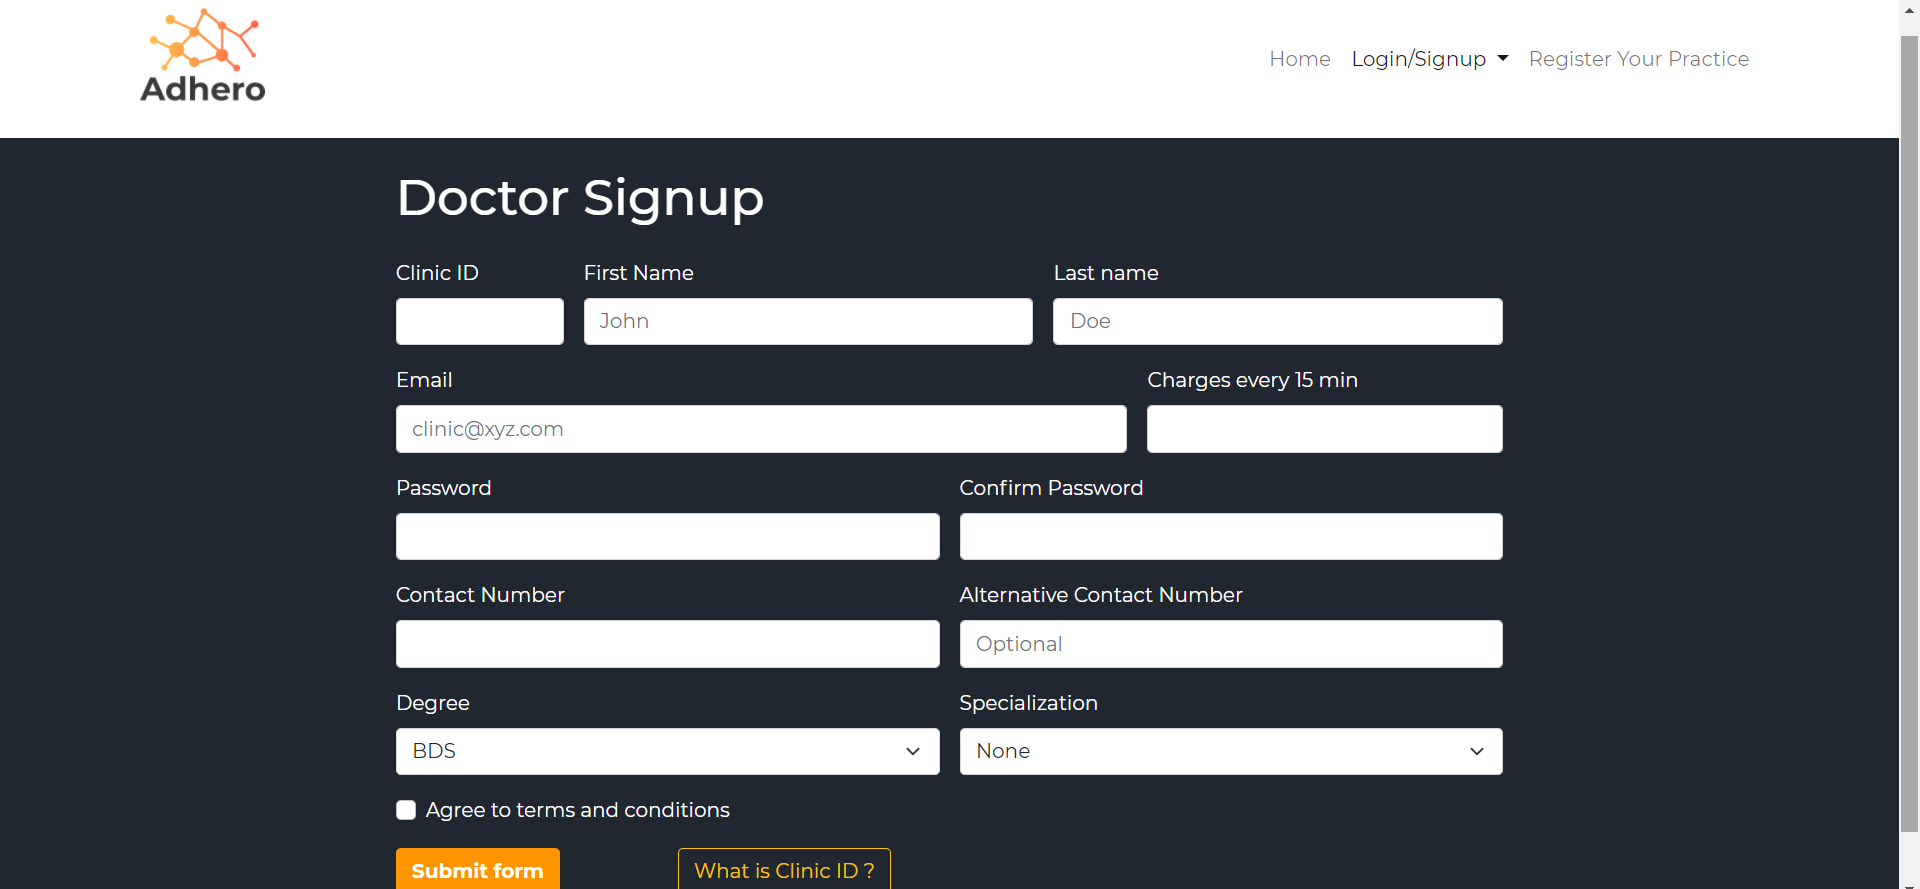 Adhero
Home Login/Signup Register Your Practice
Doctor Signup
Clinic ID First Name Last name
John Doe
Email Charges every 15 min
clinic@xyz.com
Password Confirm Password
Contact Number Alternative Contact Number
Optional
Degree Specialization
BDS None
Agree to terms and conditions
Submit form What is Clinic ID ?